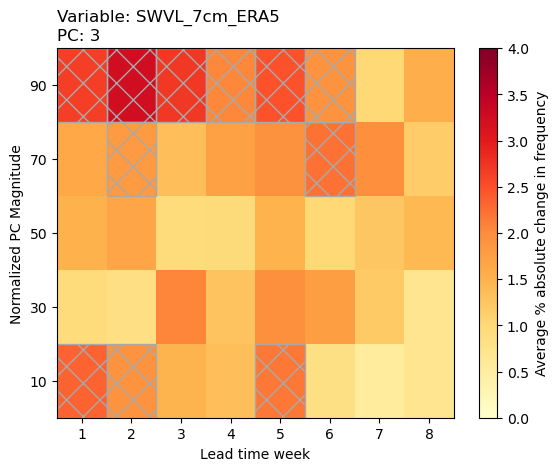 Variable: SWVL_7cm_ERA5
PC: 3
4.0
3.5
3.0
2.5
2.0
1.5
1.0
0.5
0.0
Average % absolute change in frequency
90
70
50
30
10
Normalized PC Magnitude
1 2 3 4 5 6 7 8
Lead time week